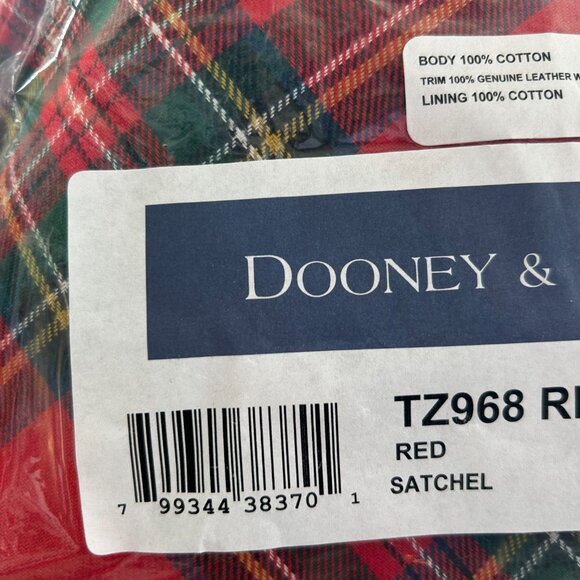 BODY 100% COTTON
TRIM 100% GENUINE LEATHER
LINING 100% COTTON
DOONEY &
TZ968
RED
SATCHEL
7 99344 38370 1